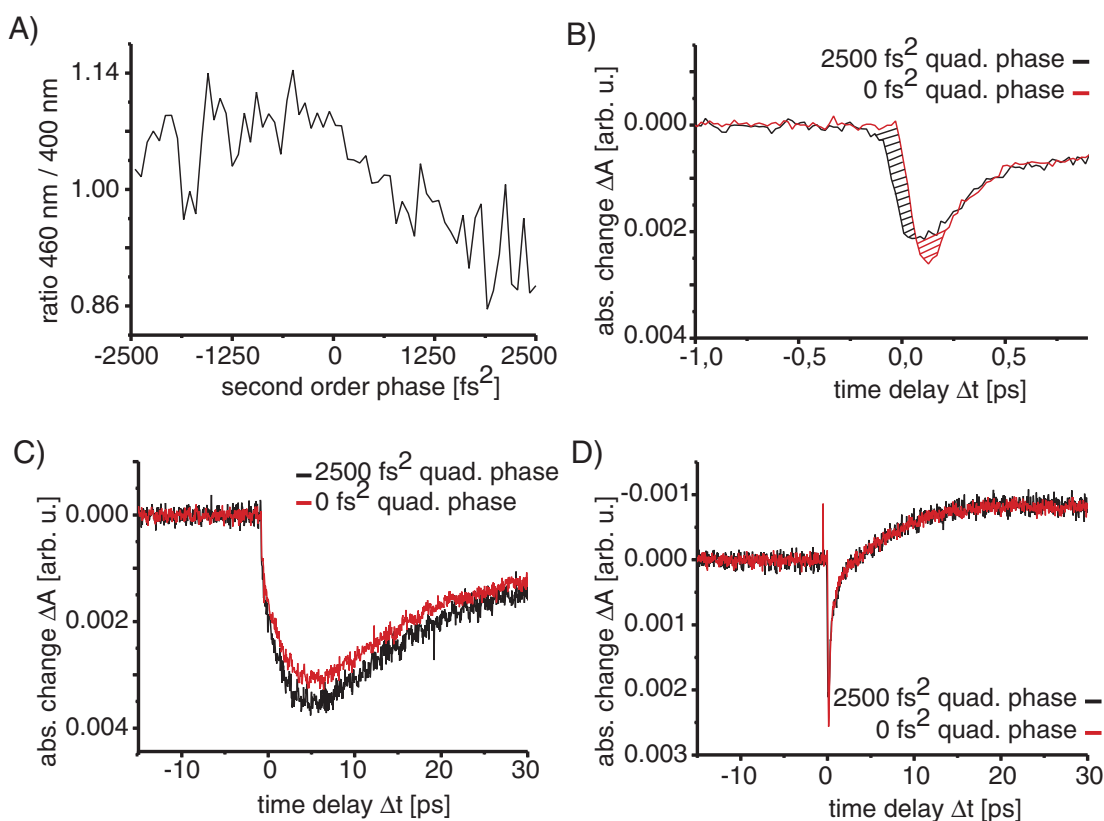 A)
ratio 460 nm / 400 nm
1.14
1.00
0.86
-2500
-1250
0
1250
2500
second order phase [fs2]
B)
2500 fs2 quad. phase
0 fs2 quad. phase
abs. change ΔA [arb. u.]
0.000
0.002
0.004
-1,0
-0,5
0,0
0,5
time delay Δt [ps]
C)
2500 fs2 quad. phase
0 fs2 quad. phase
abs. change ΔA [arb. u.]
0.000
0.002
0.004
-10
0
10
20
30
time delay Δt [ps]
D)
abs. change ΔA [arb. u.]
-0.001
0.000
0.001
0.002
0.003
2500 fs2 quad. phase
0 fs2 quad. phase
-10
0
10
20
30
time delay Δt [ps]